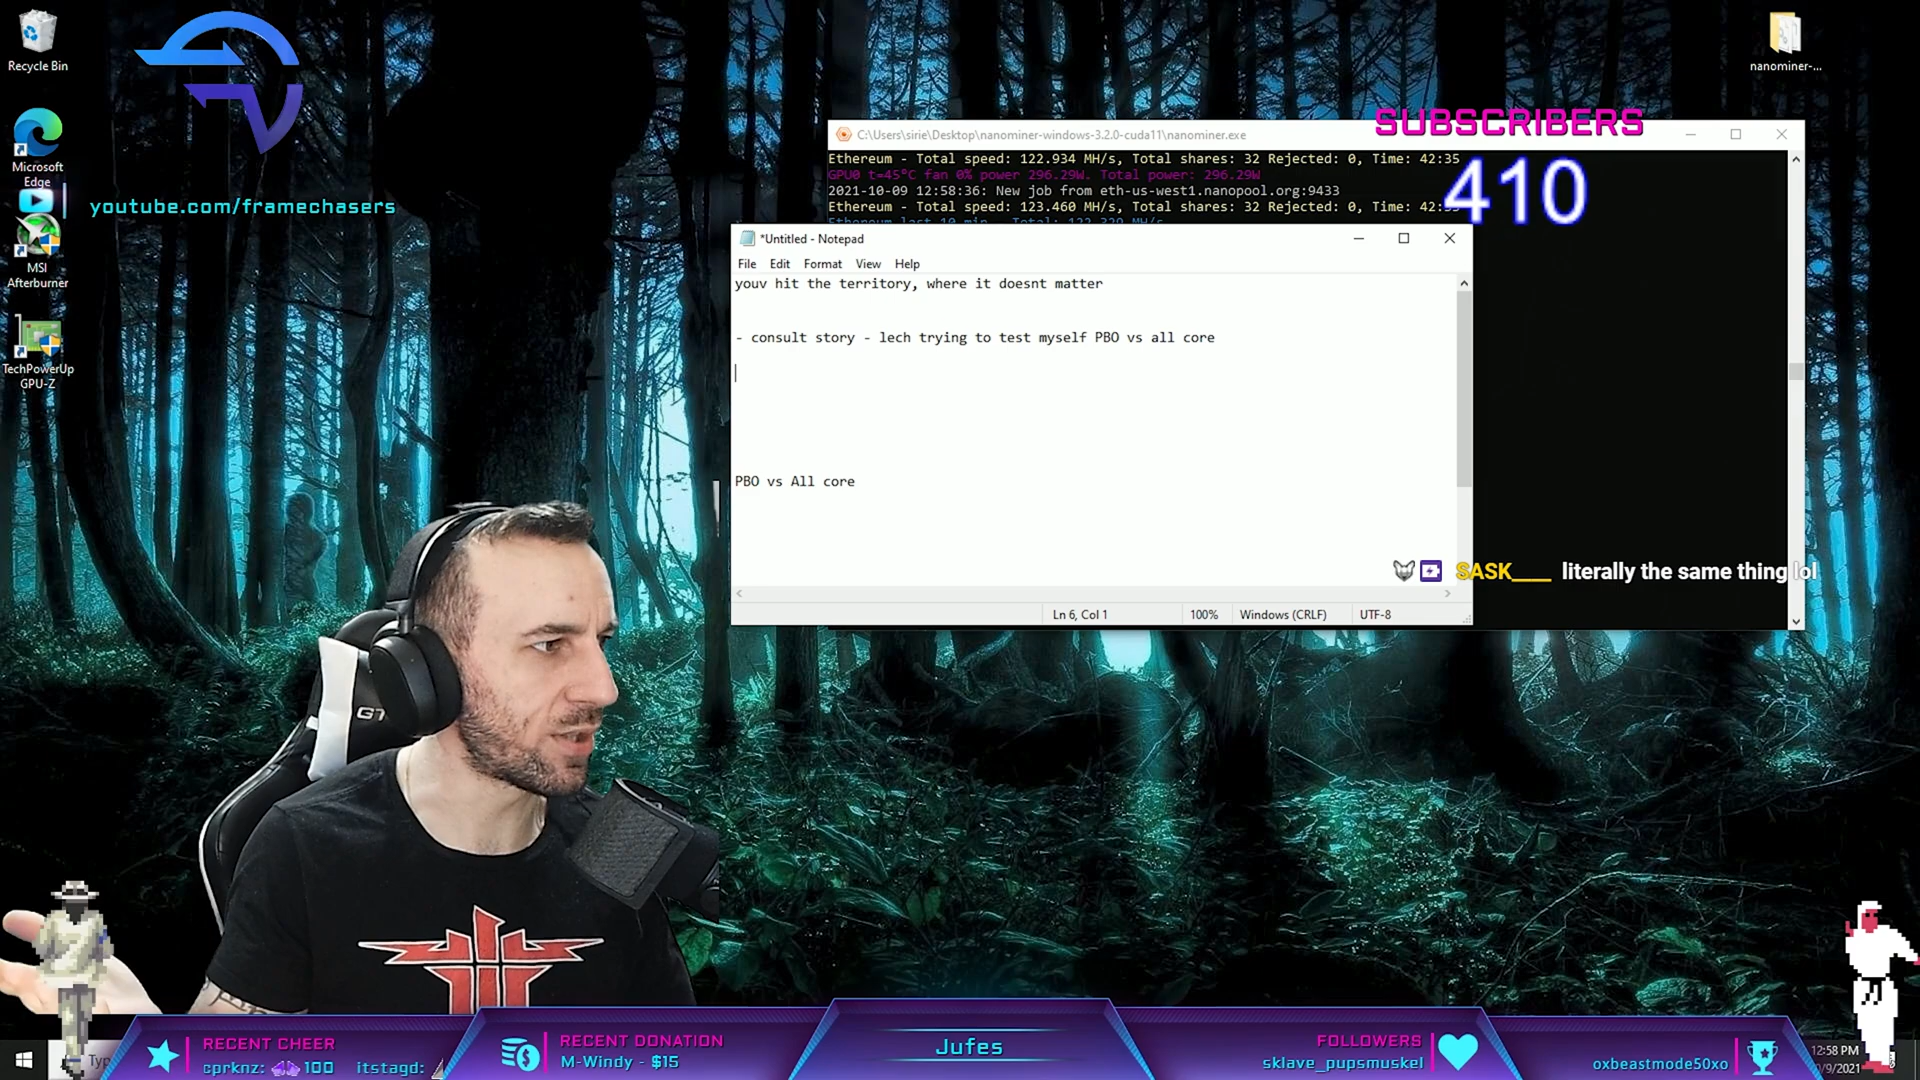 Recycle Bin
youtube.com/framechasers
Microsoft
Edge
MSI
Afterburner
TechPowerUp
GPU-Z
nanominer-...
SUBSCRIBERS
410
C:\Users\sirie\Desktop\nanominer-windows-3.2.0-cuda11\nanominer.exe
Ethereum - Total speed: 122.934 MH/s, Total shares: 32 Rejected: 0, Time: 42:35
GPU0 t=45°C fan 0% power 296.29W. Total power: 296.29W
2021-10-09 12:58:36: New job from eth-us-west1.nanopool.org:9433
Ethereum - Total speed: 123.460 MH/s, Total shares: 32 Rejected: 0, Time:
*Untitled - Notepad
File Edit Format View Help
youv hit the territory, where it doesnt matter
- consult story - lech trying to test myself PBO vs all core
PBO vs All core
SASK____ literally the same thing lol
Ln 6, Col 1 100% Windows (CRLF) UTF-8
GT
RECENT CHEER
cprknz: 100 itstagd:
RECENT DONATION
M-Windy - $15
Jufes
FOLLOWERS
sklave_pupsmuskel
oxbeastmode50xo
12:58 PM
/9/2021
Typ